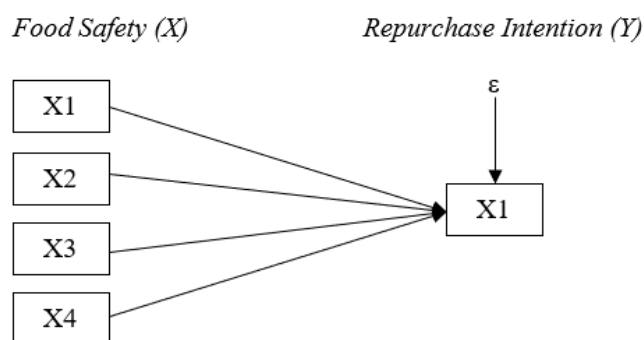 Food Safety (X)
Repurchase Intention (Y)
X1
ε
X2
X1
X3
X4